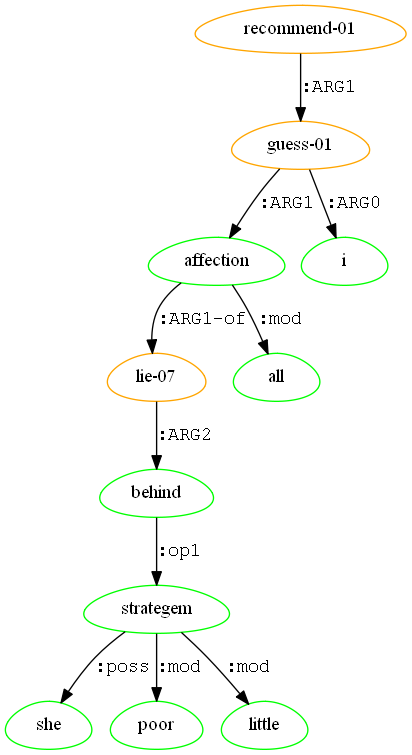 recommend-01
:ARG1
guess-01
:ARG1 :ARG0
affection i
:ARG1-of :mod
lie-07 all
:ARG2
behind
:op1
strategem
:poss :mod :mod
she poor little